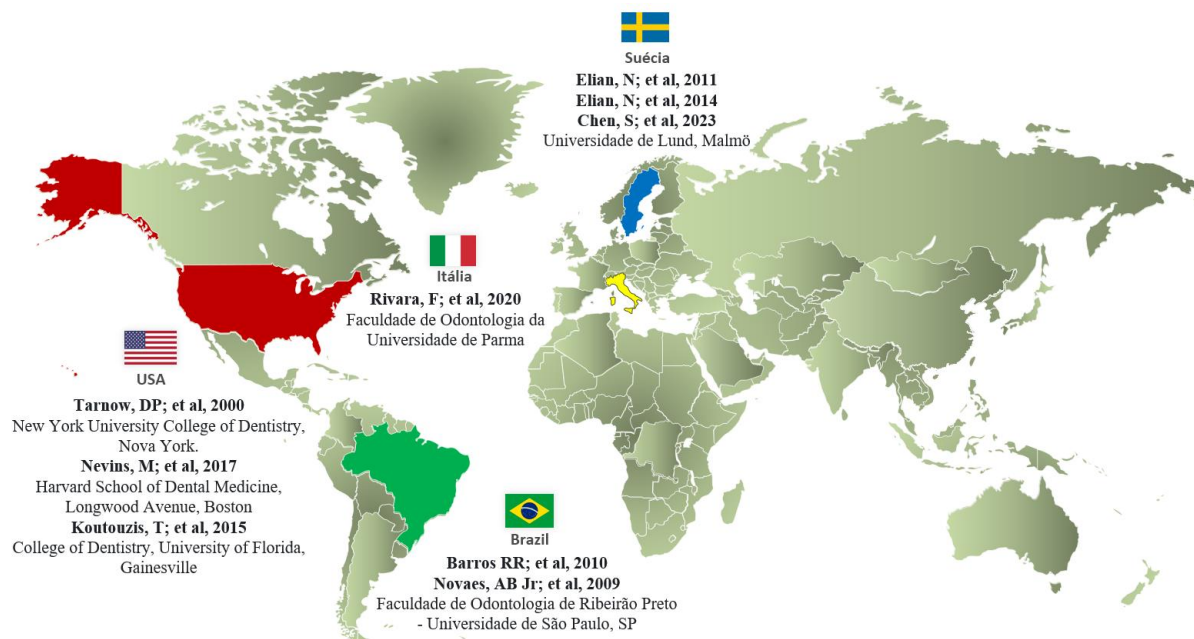 Suécia
Elian, N; et al, 2011
Elian, N; et al, 2014
Chen, S; et al, 2023
Universidade de Lund, Malmö
Itália
Rivara, F; et al, 2020
Faculdade de Odontologia da
Universidade de Parma
USA
Tarnow, DP; et al, 2000
New York University College of Dentistry,
Nova York.
Nevins, M; et al, 2017
Harvard School of Dental Medicine,
Longwood Avenue, Boston
Koutouzis, T; et al, 2015
College of Dentistry, University of Florida,
Gainesville
Brazil
Barros RR; et al, 2010
Novaes, AB Jr; et al, 2009
Faculdade de Odontologia de Ribeirão Preto
- Universidade de São Paulo, SP